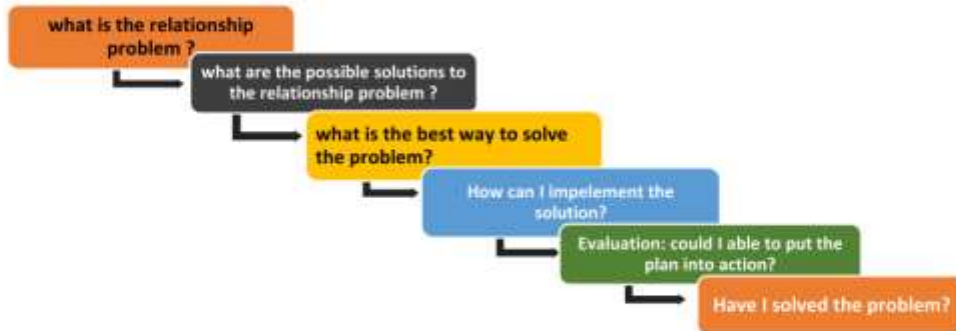 what is the relationship
problem ?
what are the possible solutions to
the relationship problem ?
what is the best way to solve
the problem?
How can I impelement the
solution?
Evaluation: could I able to put the
plan into action?
Have I solved the problem?